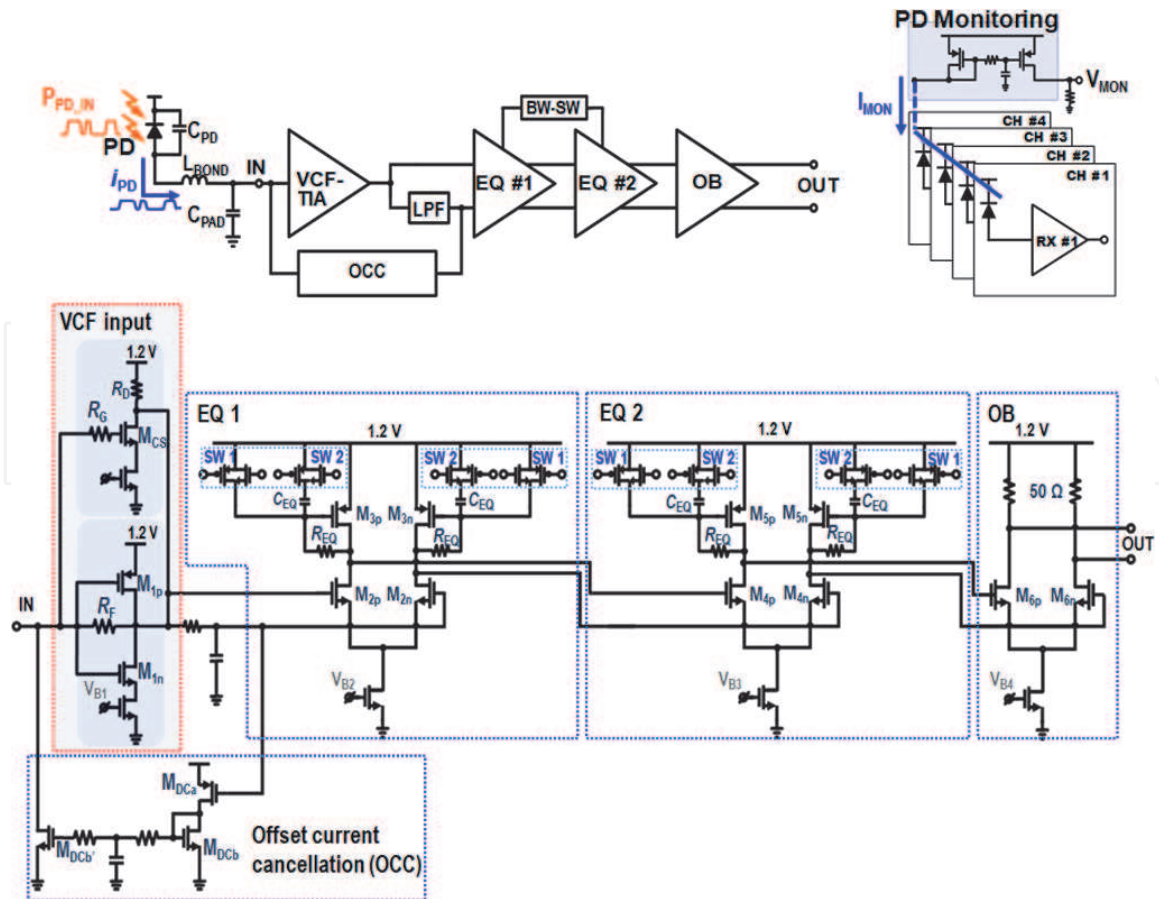 PD Monitoring
V_MON
I_MON
CH #4
CH #3
CH #2
CH #1
RX #1
P_PD_IN
C_PD
PD
L_BOND
IN
i_PD
C_PAD
VCF-
TIA
LPF
OCC
BW-SW
EQ #1
EQ #2
OB
OUT
VCF input
1.2 V
R_D
R_G
M_CS
1.2 V
M_1p
IN
R_F
M_1n
V_B1
EQ 1
1.2 V
SW 1
SW 2
SW 2
SW 1
C_EQ
C_EQ
M_3p
M_3n
R_EQ
R_EQ
M_2p
M_2n
V_B2
EQ 2
1.2 V
SW 1
SW 2
SW 2
SW 1
C_EQ
C_EQ
M_5p
M_5n
R_EQ
R_EQ
M_4p
M_4n
V_B3
OB
1.2 V
50 Ω
OUT
M_6p
M_6n
V_B4
M_DCa
M_DCb'
M_DCb
Offset current
cancellation (OCC)